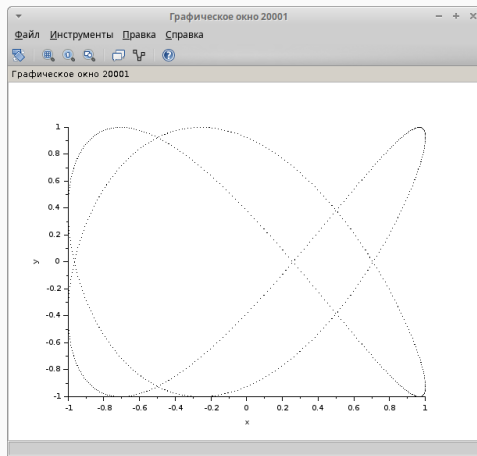 Графическое окно 20001
Файл Инструменты Правка Справка
Графическое окно 20001
1
0.8
0.6
0.4
0.2
0
-0.2
-0.4
-0.6
-0.8
-1
y
-1 -0.8 -0.6 -0.4 -0.2 0 0.2 0.4 0.6 0.8 1
x